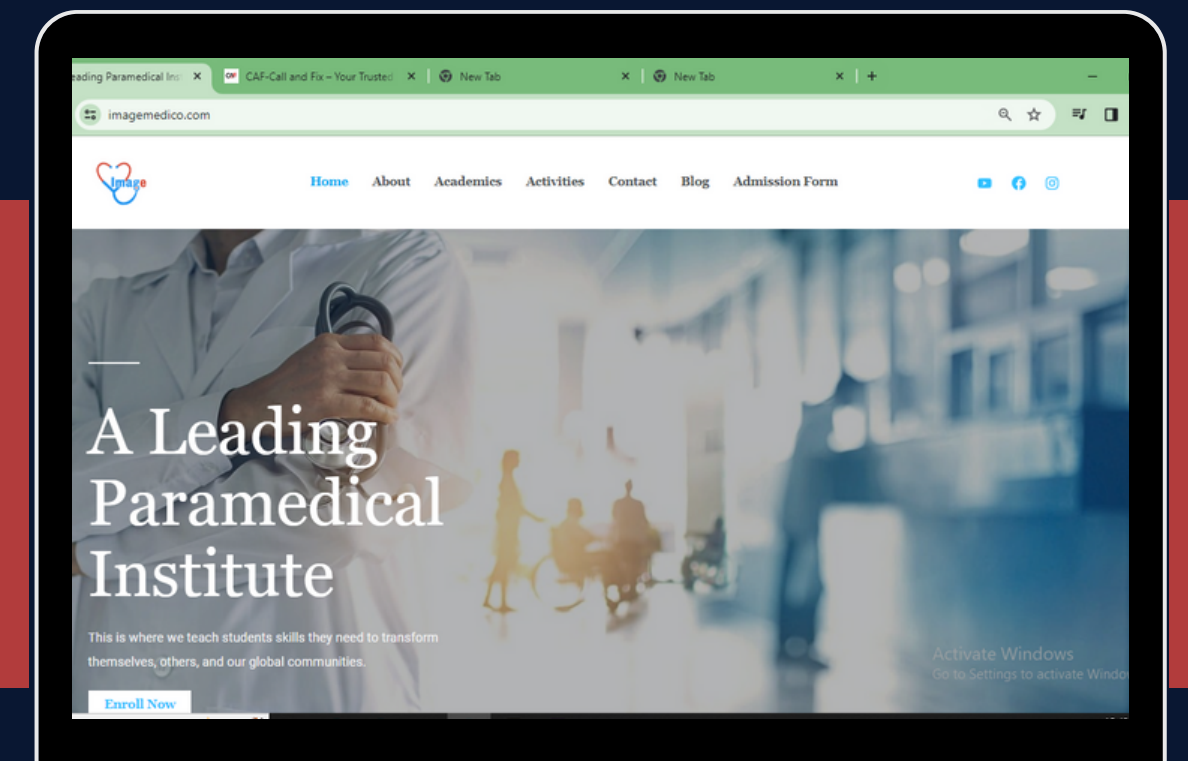 eading Paramedical Ins
CAF-Call and Fix – Your Trusted
New Tab
New Tab
imagemedico.com
Image
Home
About
Academics
Activities
Contact
Blog
Admission Form
A Leading
Paramedical
Institute
This is where we teach students skills they need to transform
themselves, others, and our global communities.
Enroll Now
Activate Windows
Go to Settings to activate Windo